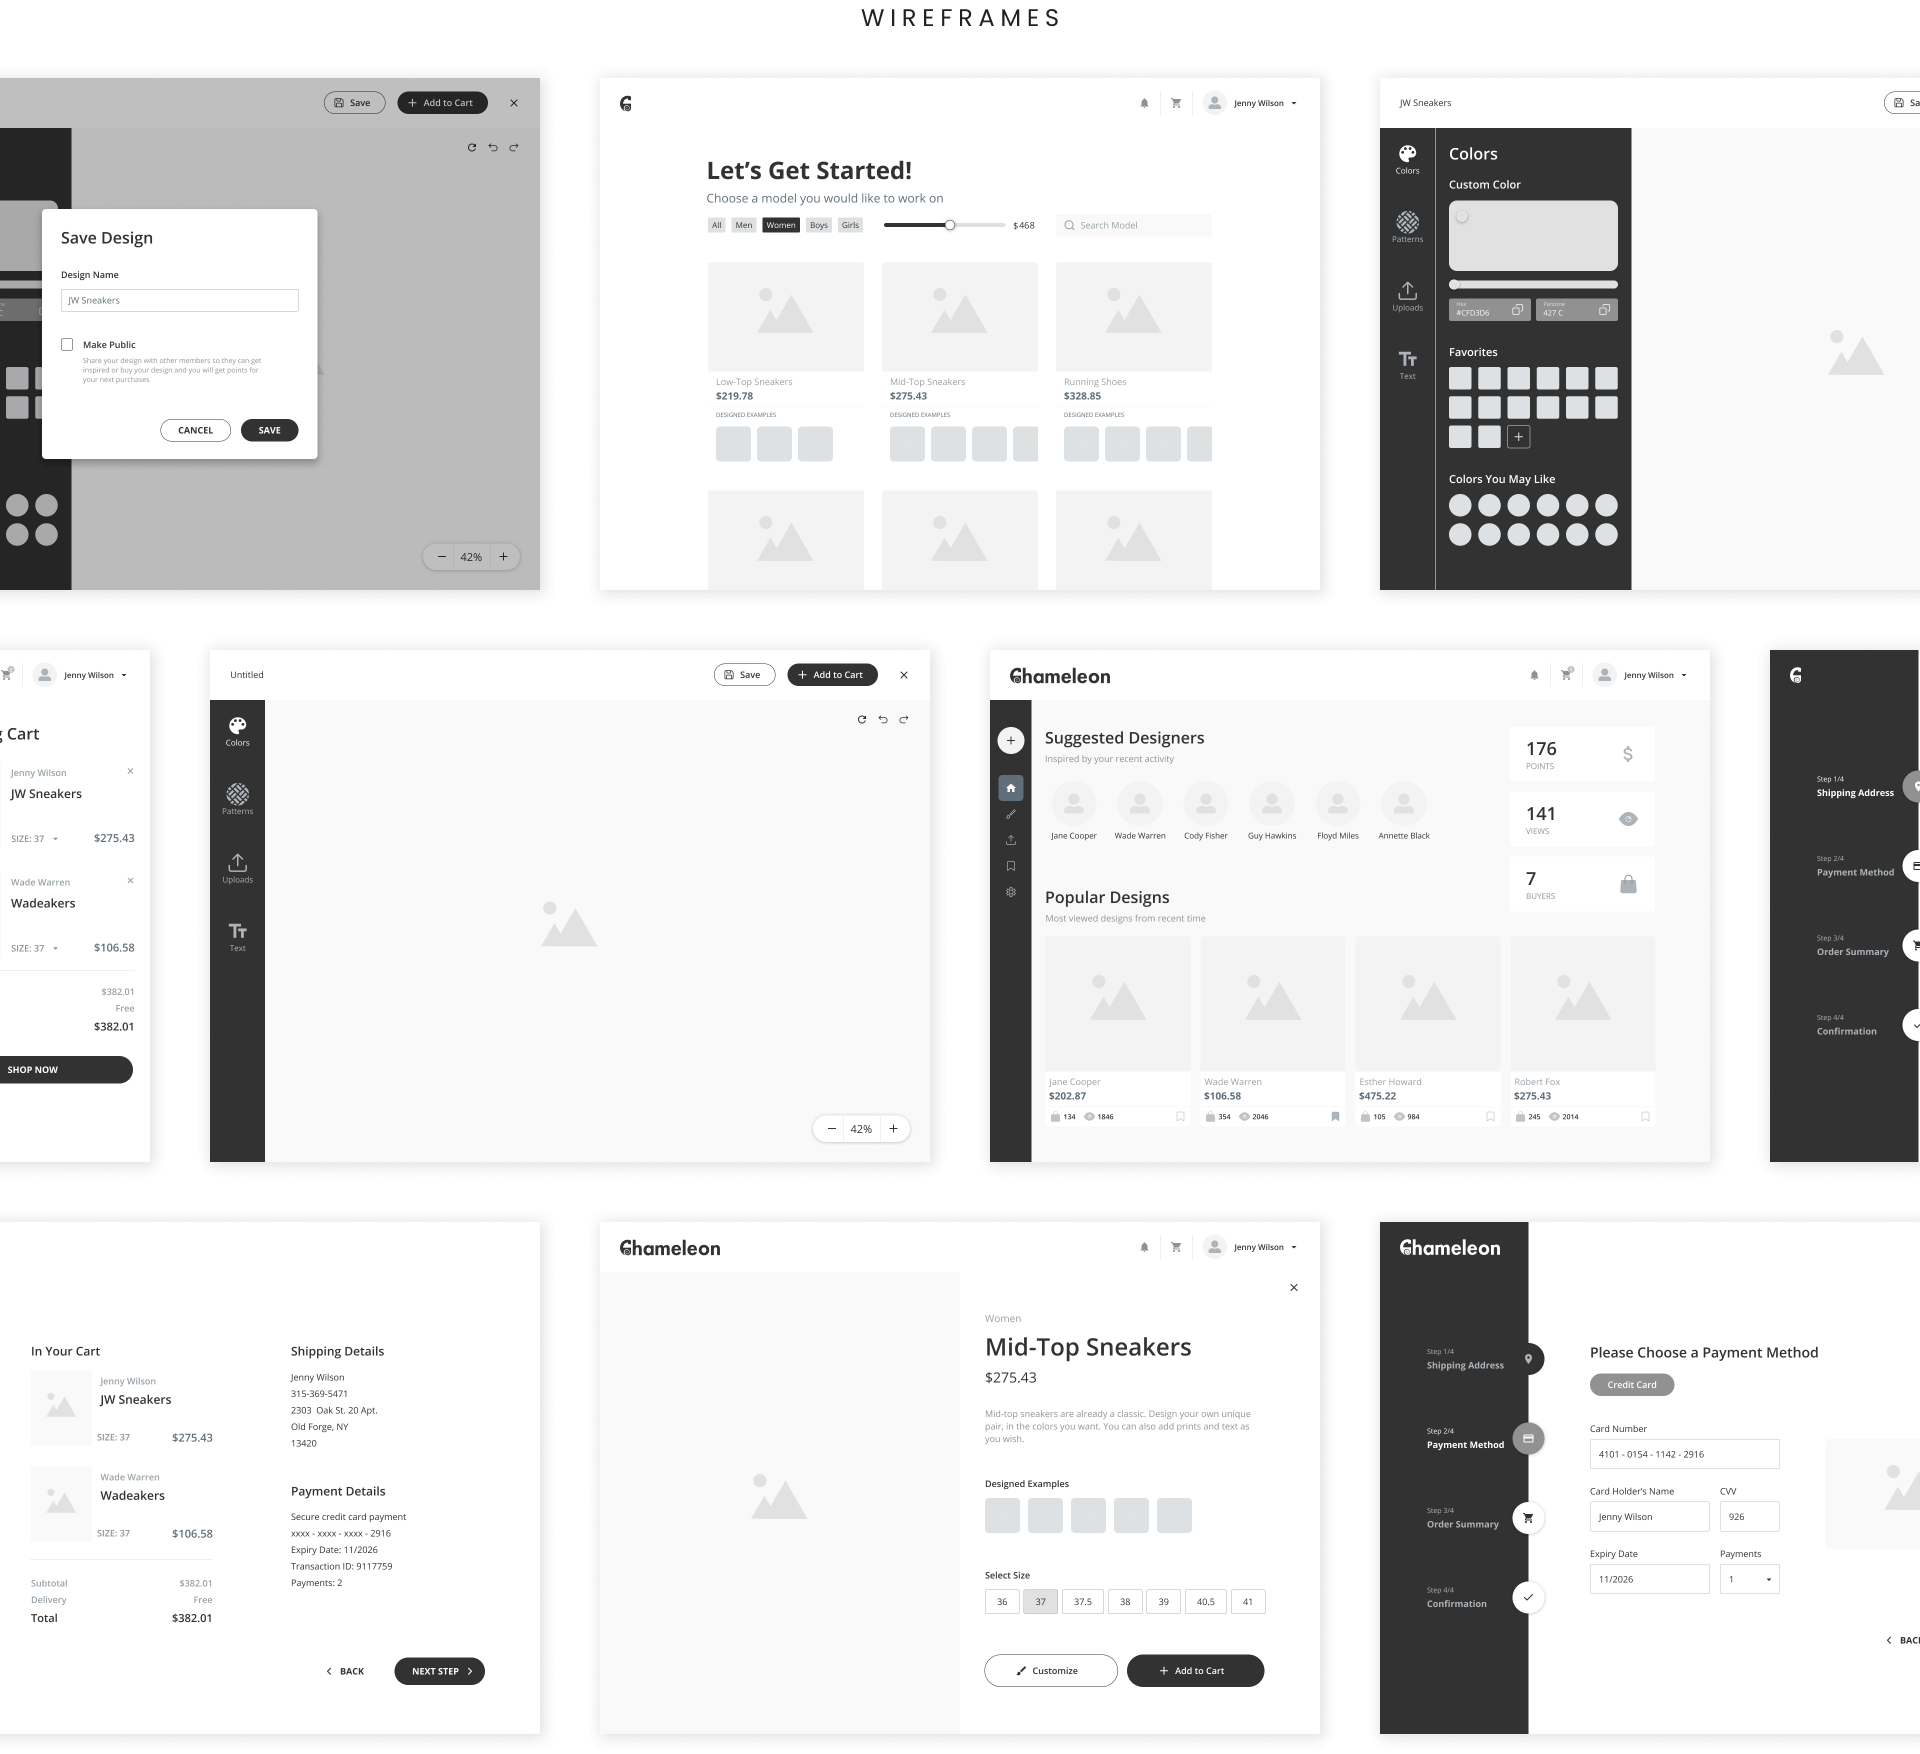 WIREFRAMES
Save
Add to Cart
Save Design
Design Name
JW Sneakers
Make Public
Share your design with other members so they can get
inspired or buy your design and you will get points for
your next purchases
CANCEL
SAVE
42%
Jenny Wilson
Let's Get Started!
Choose a model you would like to work on
All
Men
Women
Boys
Girls
$468
Search Model
Low-Top Sneakers
$219.78
DESIGNED EXAMPLES
Mid-Top Sneakers
$275.43
DESIGNED EXAMPLES
Running Shoes
$328.85
DESIGNED EXAMPLES
JW Sneakers
Sa
Colors
Patterns
Uploads
Text
Colors
Custom Color
Hex
#CFD3D6
Pantone
427 C
Favorites
Colors You May Like
Jenny Wilson
Cart
Jenny Wilson
JW Sneakers
SIZE: 37
$275.43
Wade Warren
Wadeakers
SIZE: 37
$106.58
$382.01
Free
$382.01
SHOP NOW
Untitled
Save
Add to Cart
Colors
Patterns
Uploads
Text
42%
Chameleon
Jenny Wilson
Suggested Designers
Inspired by your recent activity
Jane Cooper
Wade Warren
Cody Fisher
Guy Hawkins
Floyd Miles
Annette Black
176
POINTS
141
VIEWS
7
BUYERS
Popular Designs
Most viewed designs from recent time
Jane Cooper
$202.87
134 1846
Wade Warren
$106.58
354 2046
Esther Howard
$475.22
105 984
Robert Fox
$275.43
245 2014
Step 1/4
Shipping Address
Step 2/4
Payment Method
Step 3/4
Order Summary
Step 4/4
Confirmation
In Your Cart
Jenny Wilson
JW Sneakers
SIZE: 37
$275.43
Wade Warren
Wadeakers
SIZE: 37
$106.58
Subtotal $382.01
Delivery Free
Total $382.01
Shipping Details
Jenny Wilson
315-369-5471
2303 Oak St. 20 Apt.
Old Forge, NY
13420
Payment Details
Secure credit card payment
xxxx - xxxx - xxxx - 2916
Expiry Date: 11/2026
Transaction ID: 9117759
Payments: 2
BACK
NEXT STEP
Chameleon
Jenny Wilson
Women
Mid-Top Sneakers
$275.43
Mid-top sneakers are already a classic. Design your own unique
pair, in the colors you want. You can also add prints and text as
you wish.
Designed Examples
Select Size
36
37
37.5
38
39
40.5
41
Customize
Add to Cart
Chameleon
Step 1/4
Shipping Address
Step 2/4
Payment Method
Step 3/4
Order Summary
Step 4/4
Confirmation
Please Choose a Payment Method
Credit Card
Card Number
4101 - 0154 - 1142 - 2916
Card Holder's Name
Jenny Wilson
CVV
926
Expiry Date
11/2026
Payments
1
BAC